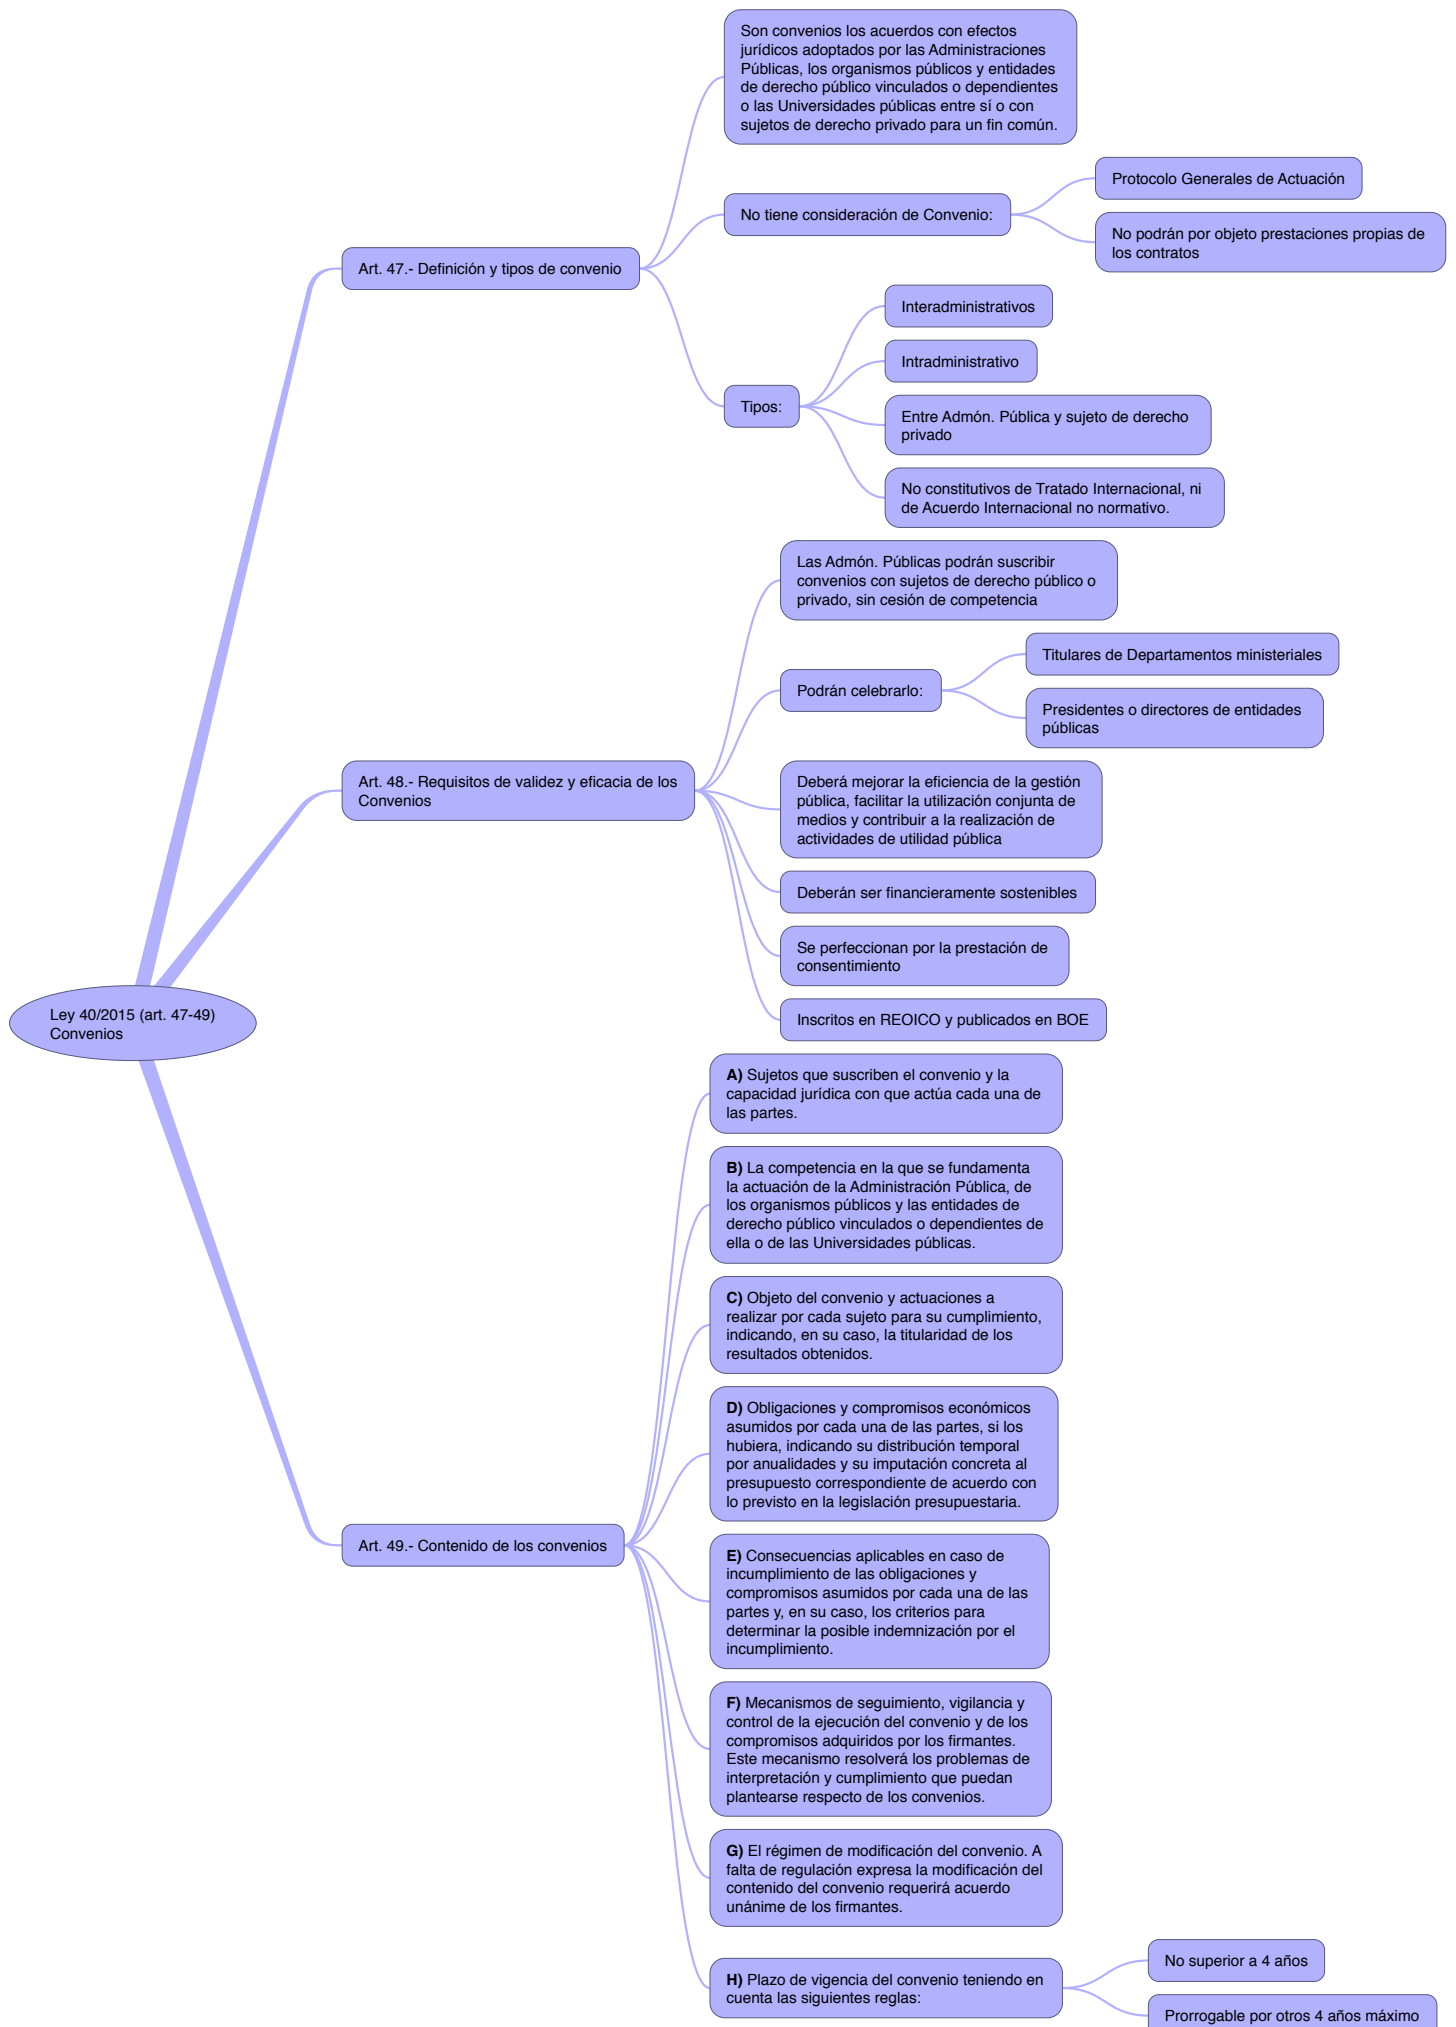 Son convenios los acuerdos con efectos
jurídicos adoptados por las Administraciones
Públicas, los organismos públicos y entidades
de derecho público vinculados o dependientes
o las Universidades públicas entre sí o con
sujetos de derecho privado para un fin común.
Protocolo Generales de Actuación
No tiene consideración de Convenio:
No podrán por objeto prestaciones propias de
los contratos
Art. 47.- Definición y tipos de convenio
Interadministrativos
Intradministrativo
Tipos:
Entre Admón. Pública y sujeto de derecho
privado
No constitutivos de Tratado Internacional, ni
de Acuerdo Internacional no normativo.
Las Admón. Públicas podrán suscribir
convenios con sujetos de derecho público o
privado, sin cesión de competencia
Titulares de Departamentos ministeriales
Podrán celebrarlo:
Presidentes o directores de entidades
públicas
Art. 48.- Requisitos de validez y eficacia de los
Convenios
Deberá mejorar la eficiencia de la gestión
pública, facilitar la utilización conjunta de
medios y contribuir a la realización de
actividades de utilidad pública
Deberán ser financieramente sostenibles
Se perfeccionan por la prestación de
consentimiento
Inscritos en REOICO y publicados en BOE
Ley 40/2015 (art. 47-49)
Convenios
A) Sujetos que suscriben el convenio y la
capacidad jurídica con que actúa cada una de
las partes.
B) La competencia en la que se fundamenta
la actuación de la Administración Pública, de
los organismos públicos y las entidades de
derecho público vinculados o dependientes de
ella o de las Universidades públicas.
C) Objeto del convenio y actuaciones a
realizar por cada sujeto para su cumplimiento,
indicando, en su caso, la titularidad de los
resultados obtenidos.
D) Obligaciones y compromisos económicos
asumidos por cada una de las partes, si los
hubiera, indicando su distribución temporal
por anualidades y su imputación concreta al
presupuesto correspondiente de acuerdo con
lo previsto en la legislación presupuestaria.
Art. 49.- Contenido de los convenios
E) Consecuencias aplicables en caso de
incumplimiento de las obligaciones y
compromisos asumidos por cada una de las
partes y, en su caso, los criterios para
determinar la posible indemnización por el
incumplimiento.
F) Mecanismos de seguimiento, vigilancia y
control de la ejecución del convenio y de los
compromisos adquiridos por los firmantes.
Este mecanismo resolverá los problemas de
interpretación y cumplimiento que puedan
plantearse respecto de los convenios.
G) El régimen de modificación del convenio. A
falta de regulación expresa la modificación del
contenido del convenio requerirá acuerdo
unánime de los firmantes.
H) Plazo de vigencia del convenio teniendo en
cuenta las siguientes reglas:
No superior a 4 años
Prorrogable por otros 4 años máximo